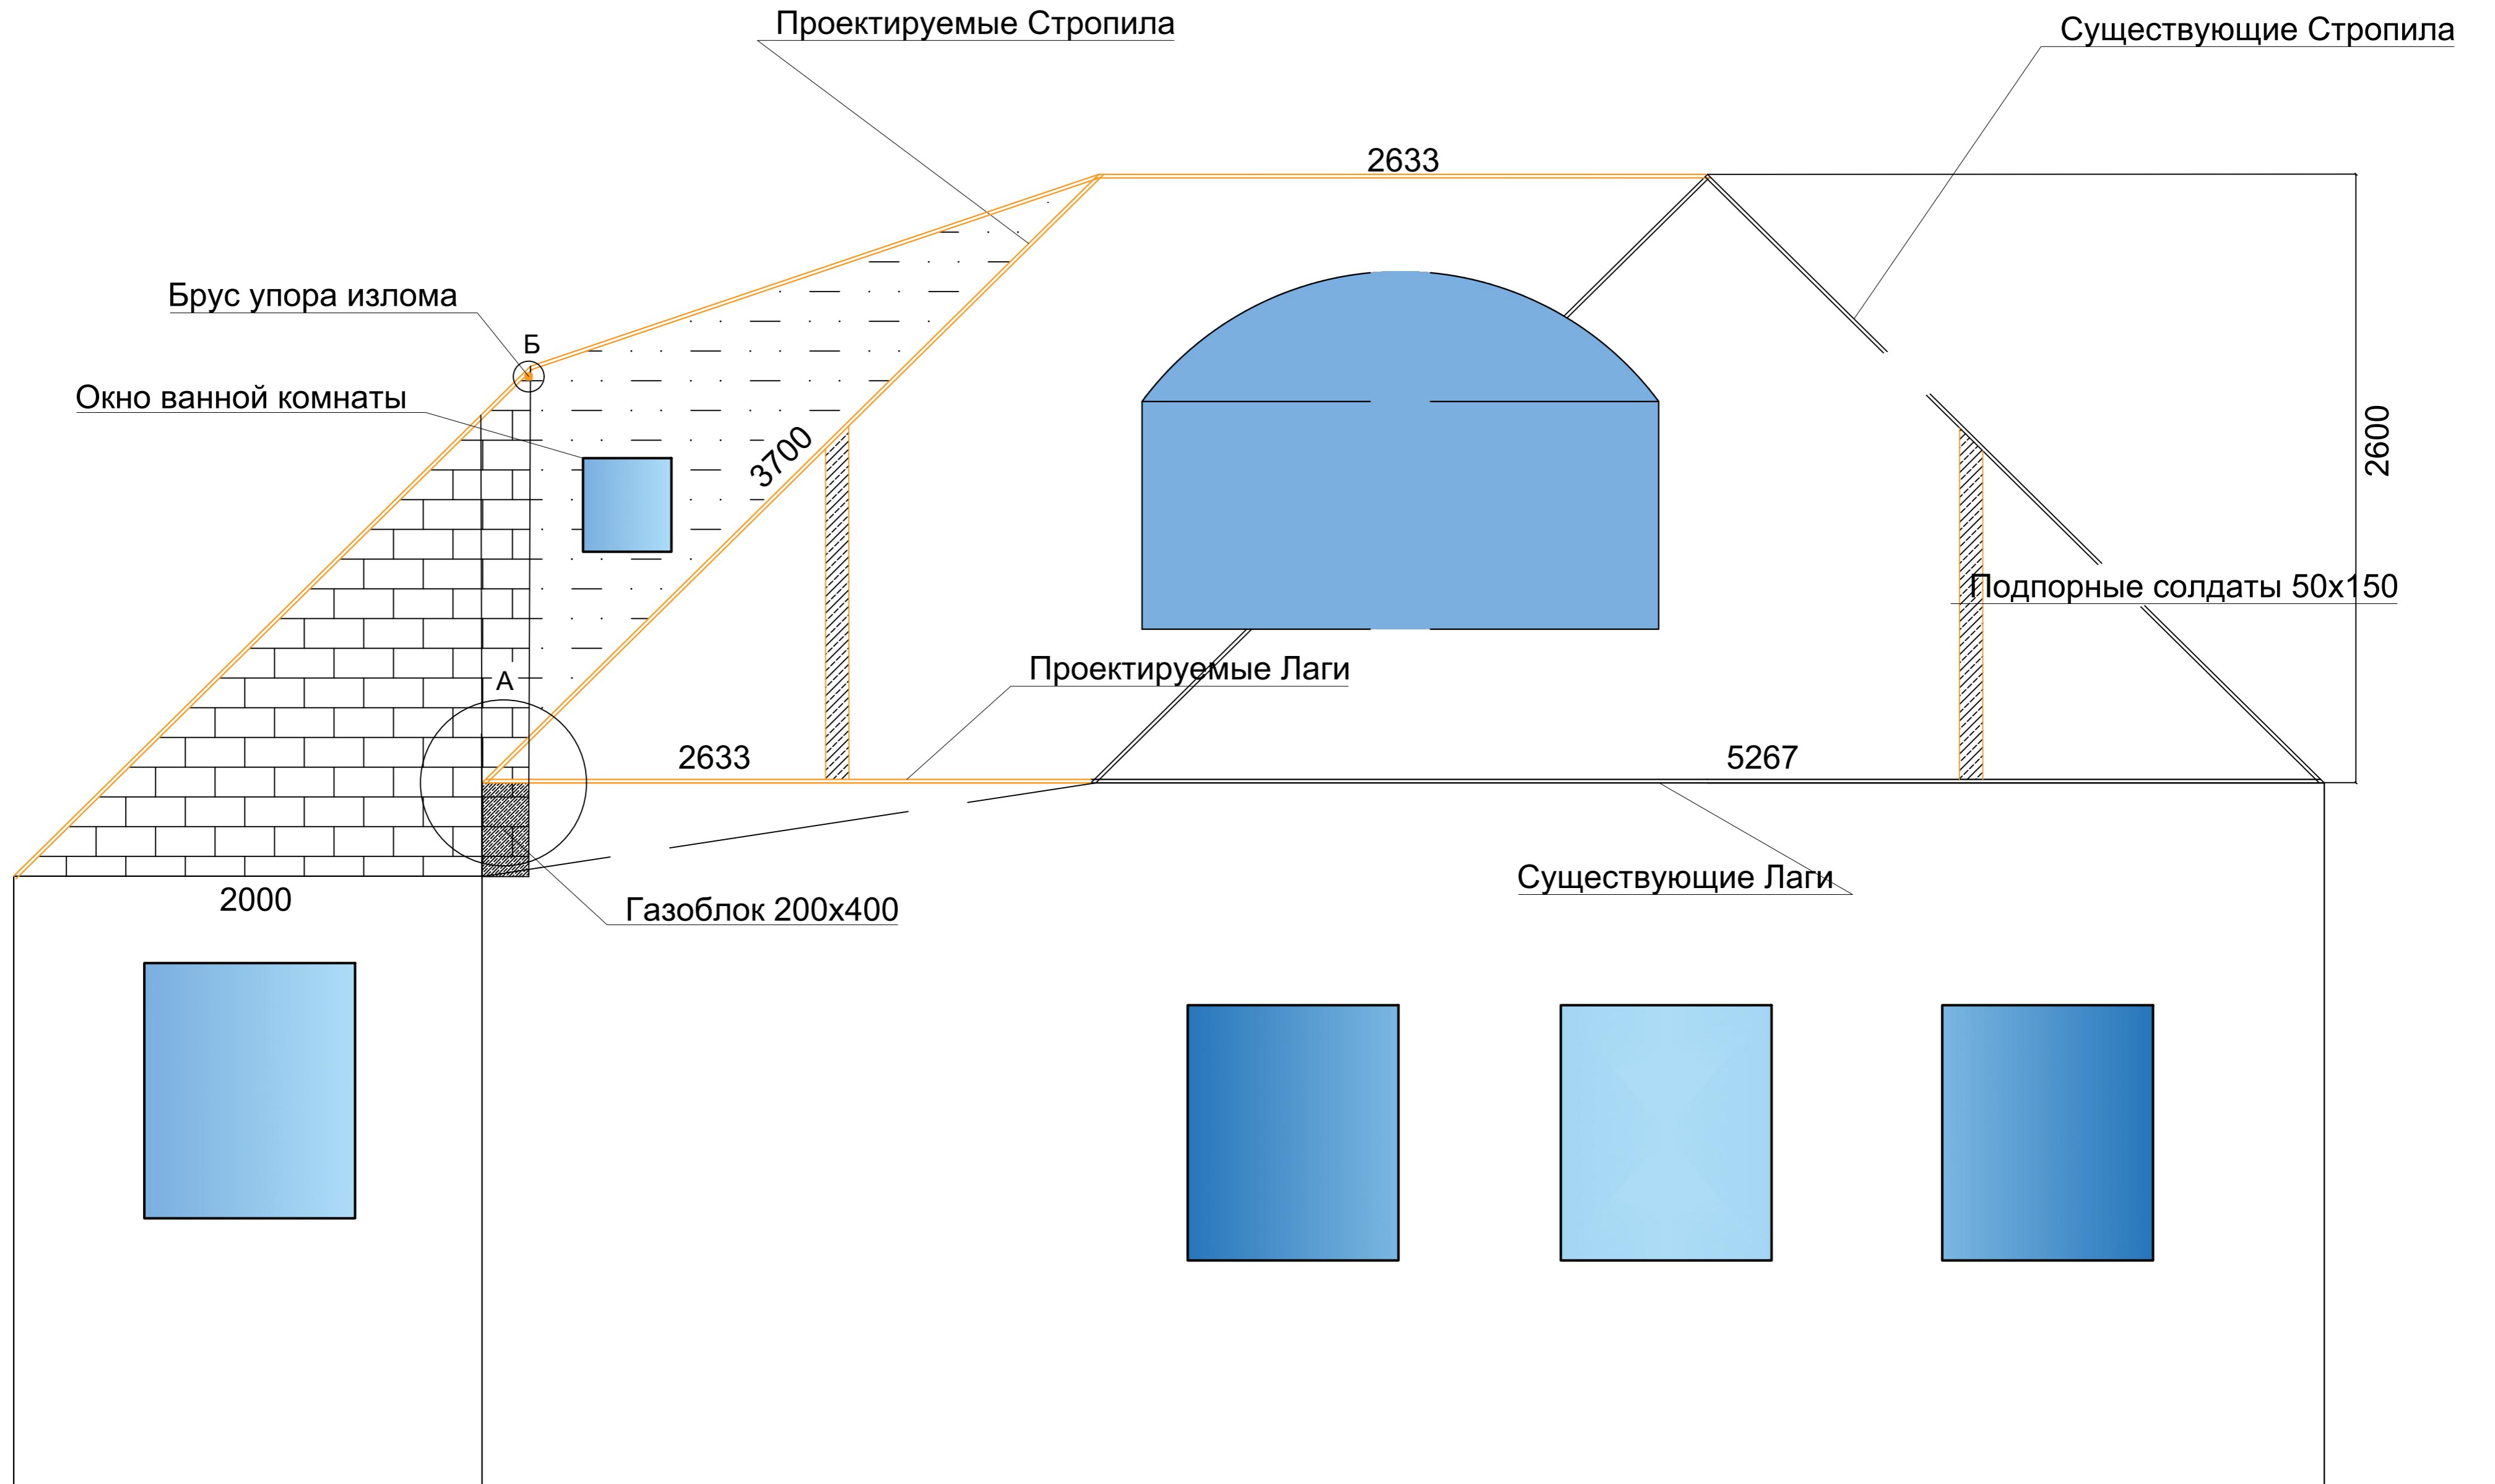 Проектируемые Стропила
Существующие Стропила
2633
Брус упора излома
Б
Окно ванной комнаты
3700
2600
Подпорные солдаты 50х150
Проектируемые Лаги
А
2633
5267
Существующие Лаги
2000
Газоблок 200х400